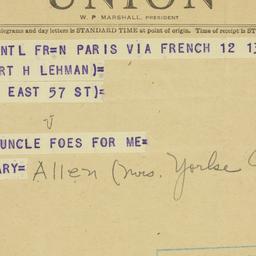 UNION
W. P. MARSHALL, PRESIDENT
telegrams and day letters is STANDARD TIME at point of origin. Time of receipt is ST
NTL FR=N PARIS VIA FRENCH 12 1
RT H LEHMAN)=
EAST 57 ST)=
UNCLE FOES FOR ME=
ARY= Allen (Mrs. Yorke